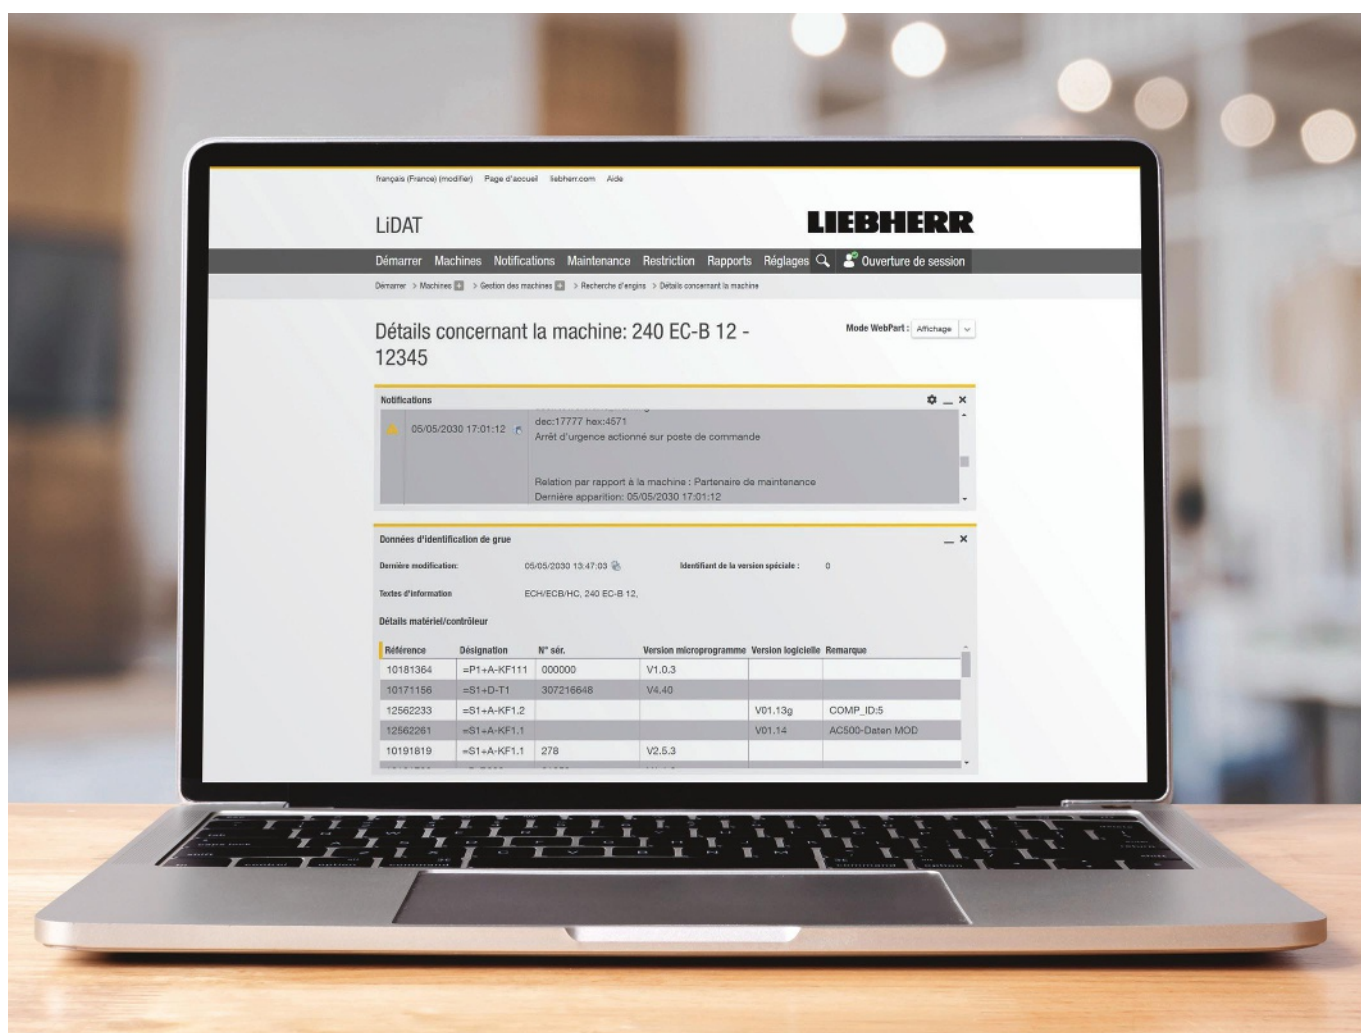 français (France) (modifier) Page d'accueil liebherr.com Aide
LiDAT
LIEBHERR
Démarrer Machines Notifications Maintenance Restriction Rapports Réglages Ouverture de session
Démarrer > Machines > Gestion des machines > Recherche d'engins > Détails concernant la machine
Détails concernant la machine: 240 EC-B 12 -
12345
Mode WebPart : Affichage
Notifications
05/05/2030 17:01:12
dec:17777 hex:4571
Arrêt d'urgence actionné sur poste de commande
Relation par rapport à la machine : Partenaire de maintenance
Dernière apparition: 05/05/2030 17:01:12
Données d'identification de grue
Dernière modification: 05/05/2030 13:47:03 Identifiant de la version spéciale : 0
Textes d'information ECH/ECB/HC, 240 EC-B 12,
Détails matériel/contrôleur
Référence Désignation N° sér. Version microprogramme Version logicielle Remarque
10181364 =P1+A-KF111 000000 V1.0.3
10171156 =S1+D-T1 307216648 V4.40
12562233 =S1+A-KF1.2 V01.13g COMP_ID:5
12562261 =S1+A-KF1.1 V01.14 AC500-Daten MOD
10191819 =S1+A-KF1.1 278 V2.5.3
control option command command option